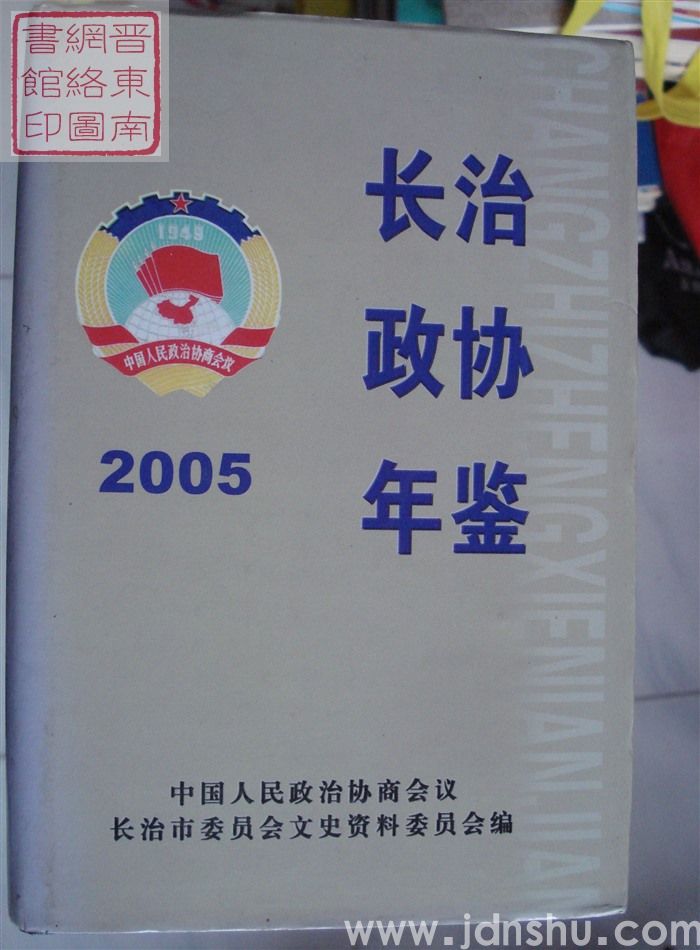 晋東南
網絡圖
書館印
长治
政协
年鉴
1949
中国人民政治协商会议
2005
CHANGZHIZHENGXIENIANJIAN
中国人民政治协商会议
长治市委员会文史资料委员会编
www.jdnshu.com